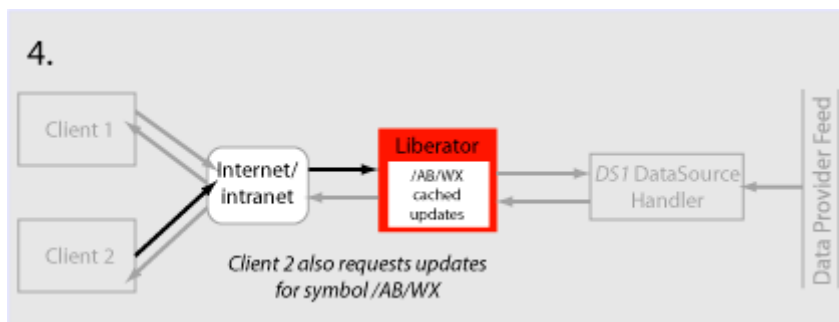 4.
Client 1
Internet/
intranet
Client 2
Liberator
/AB/WX
cached
updates
DS1 DataSource
Handler
Data Provider Feed
Client 2 also requests updates
for symbol /AB/WX